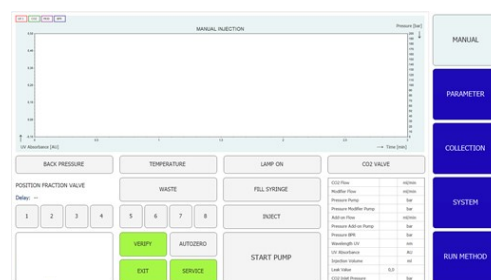 MANUAL INJECTION
Pressure [bar]
UV Absorbance [AU]
Time [min]
MANUAL
PARAMETER
COLLECTION
SYSTEM
RUN METHOD
BACK PRESSURE
TEMPERATURE
LAMP ON
CO2 VALVE
POSITION FRACTION VALVE
Delay: --
1 2 3 4 5 6 7 8
WASTE
FILL SYRINGE
INJECT
VERIFY
AUTOZERO
EXIT
SERVICE
START PUMP
CO2 Flow ml/min
Modifier Flow ml/min
Pressure Pump bar
Pressure Modifier Pump bar
Add on Flow ml/min
Pressure Add on Pump bar
Pressure BPR bar
Wavelength UV nm
UV Absorbance AU
Injection Volume ml
Leak Value 0,0
CO2 Inlet Pressure bar